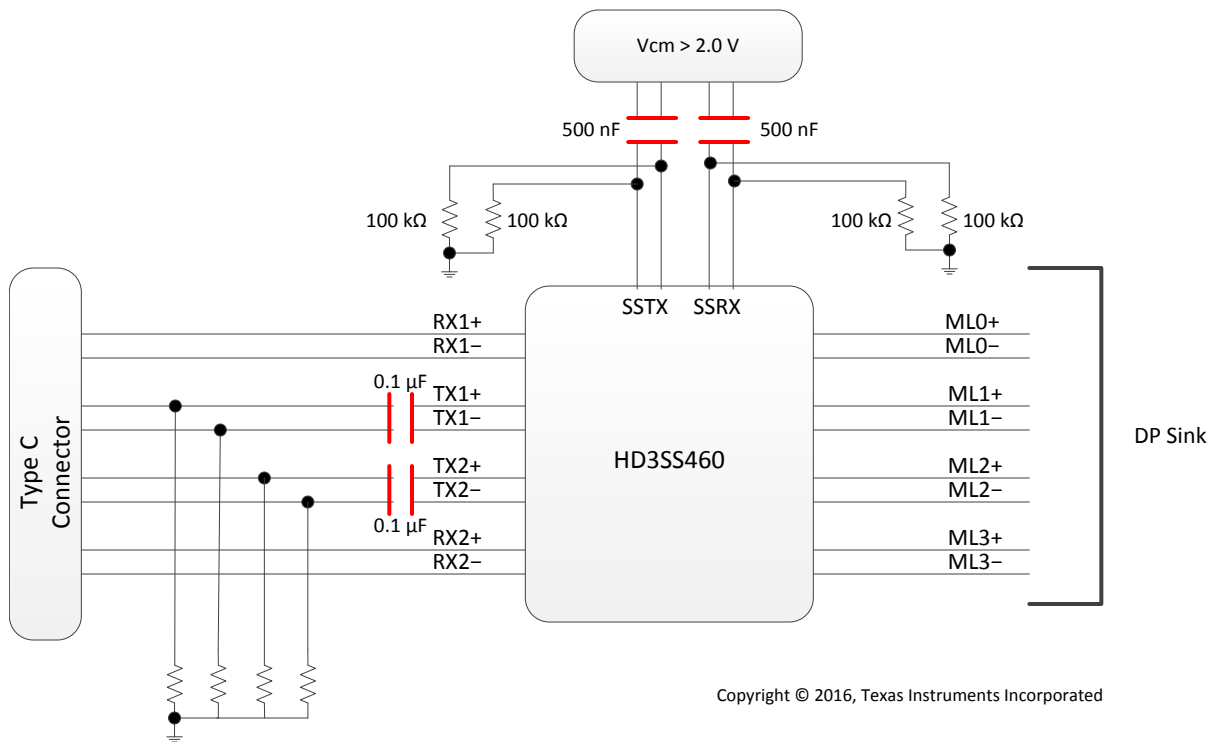 Vcm > 2.0 V
500 nF
500 nF
100 kΩ
100 kΩ
100 kΩ
100 kΩ
SSTX
SSRX
Type C
Connector
RX1+
RX1−
0.1 µF
TX1+
TX1−
TX2+
TX2−
0.1 µF
RX2+
RX2−
HD3SS460
ML0+
ML0−
ML1+
ML1−
ML2+
ML2−
ML3+
ML3−
DP Sink
Copyright © 2016, Texas Instruments Incorporated